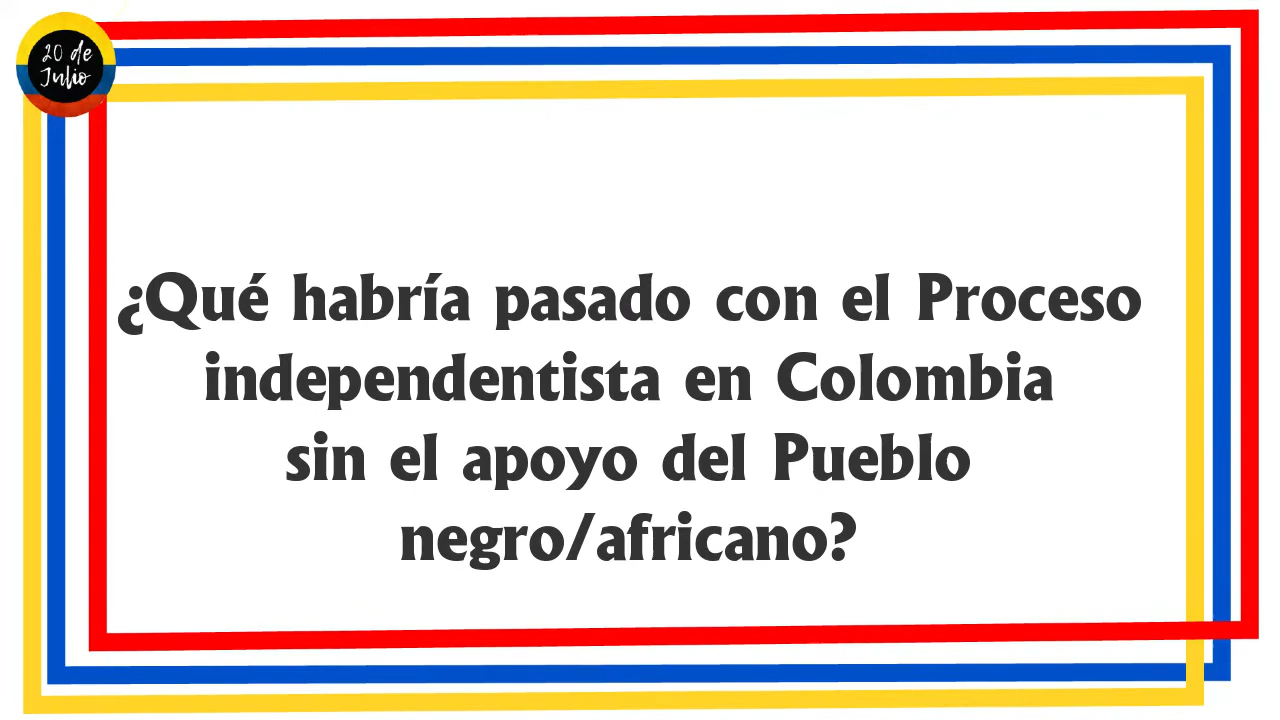 20 de
Julio
¿Qué habría pasado con el Proceso
independentista en Colombia
sin el apoyo del Pueblo
negro/africano?